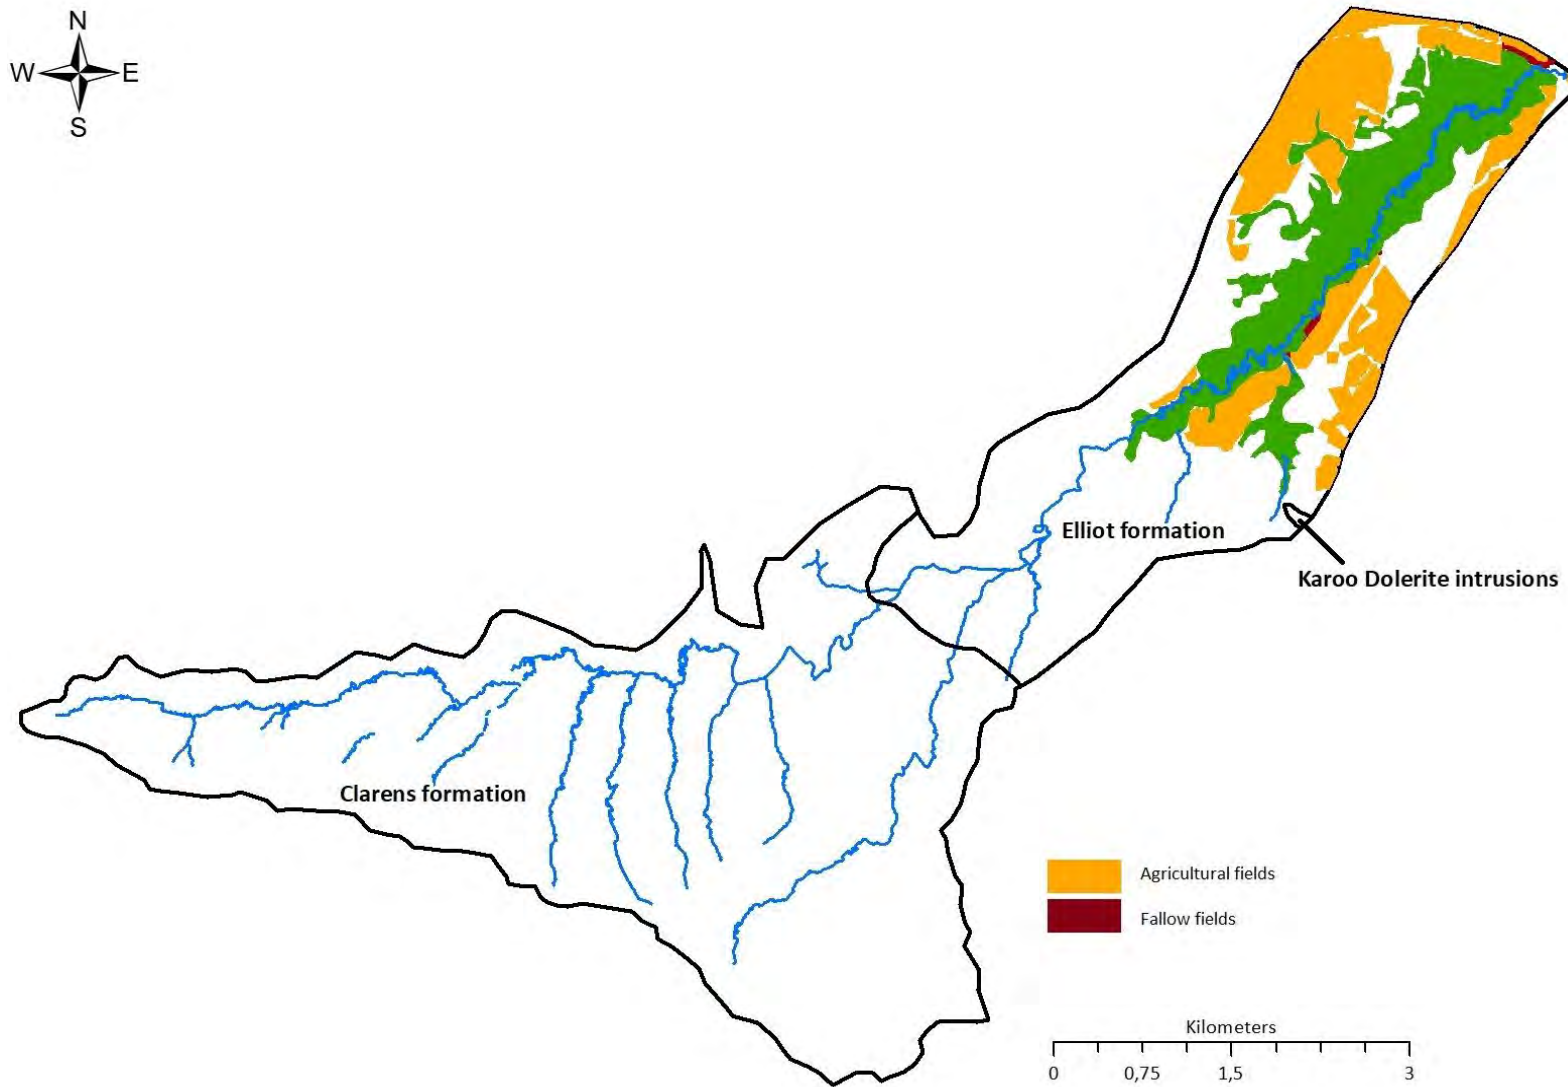 N
W E
S
Elliot formation
Karoo Dolerite intrusions
Clarens formation
Agricultural fields
Fallow fields
Kilometers
0 0,75 1,5 3